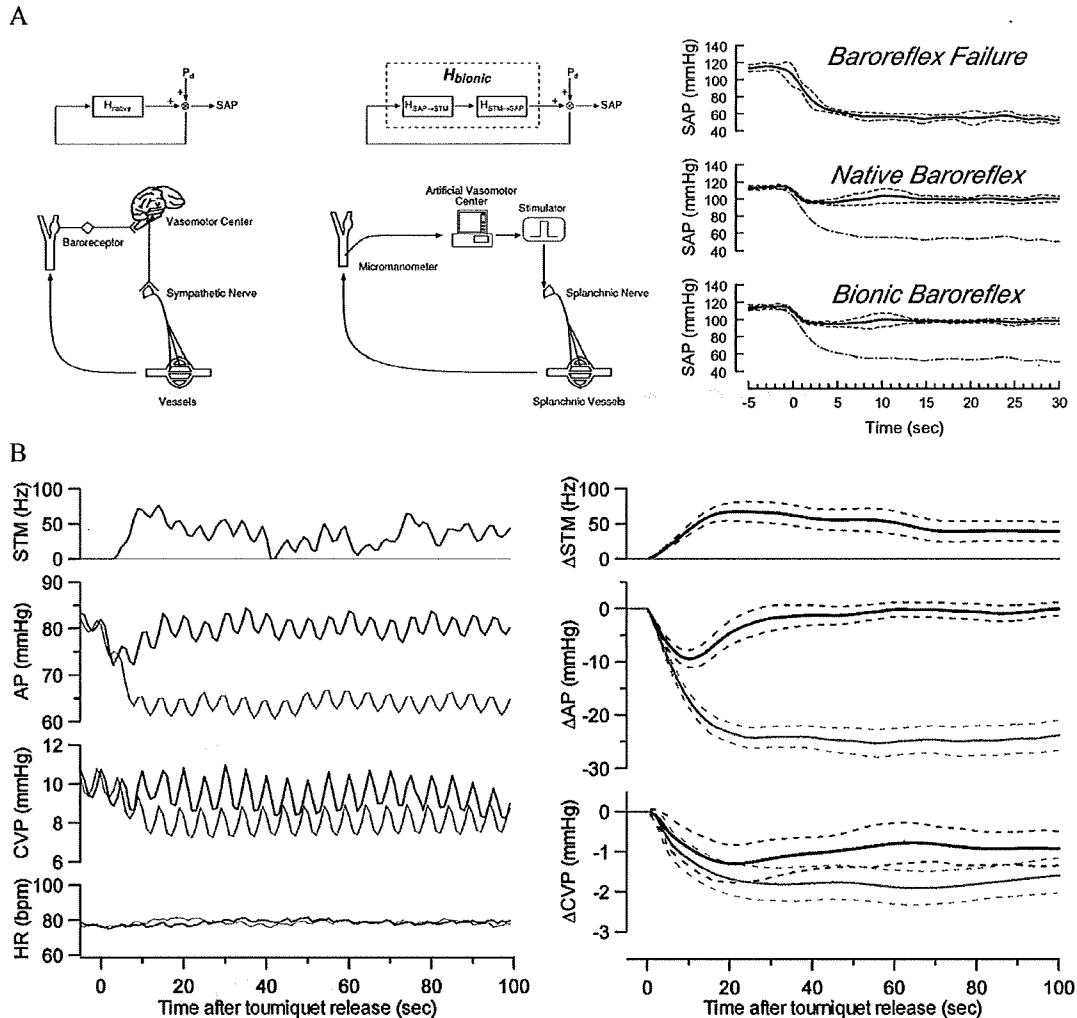 A
P_d
H_native
SAP
H_bionic
P_d
H_SAP→STM
H_STM→SAP
SAP
Vasomotor Center
Baroreceptor
Sympathetic Nerve
Vessels
Artificial Vasomotor
Center
Stimulator
Micromanometer
Splanchnic Nerve
Splanchnic Vessels
Baroreflex Failure
SAP (mmHg)
140
120
100
80
60
40
Native Baroreflex
SAP (mmHg)
140
120
100
80
60
40
Bionic Baroreflex
SAP (mmHg)
140
120
100
80
60
40
-5 0 5 10 15 20 25 30
Time (sec)
B
STM (Hz)
100
50
0
AP (mmHg)
90
80
70
60
CVP (mmHg)
12
10
8
6
HR (bpm)
100
80
60
0 20 40 60 80 100
Time after tourniquet release (sec)
ΔSTM (Hz)
100
50
0
ΔAP (mmHg)
0
-10
-20
-30
ΔCVP (mmHg)
0
-1
-2
-3
0 20 40 60 80 100
Time after tourniquet release (sec)